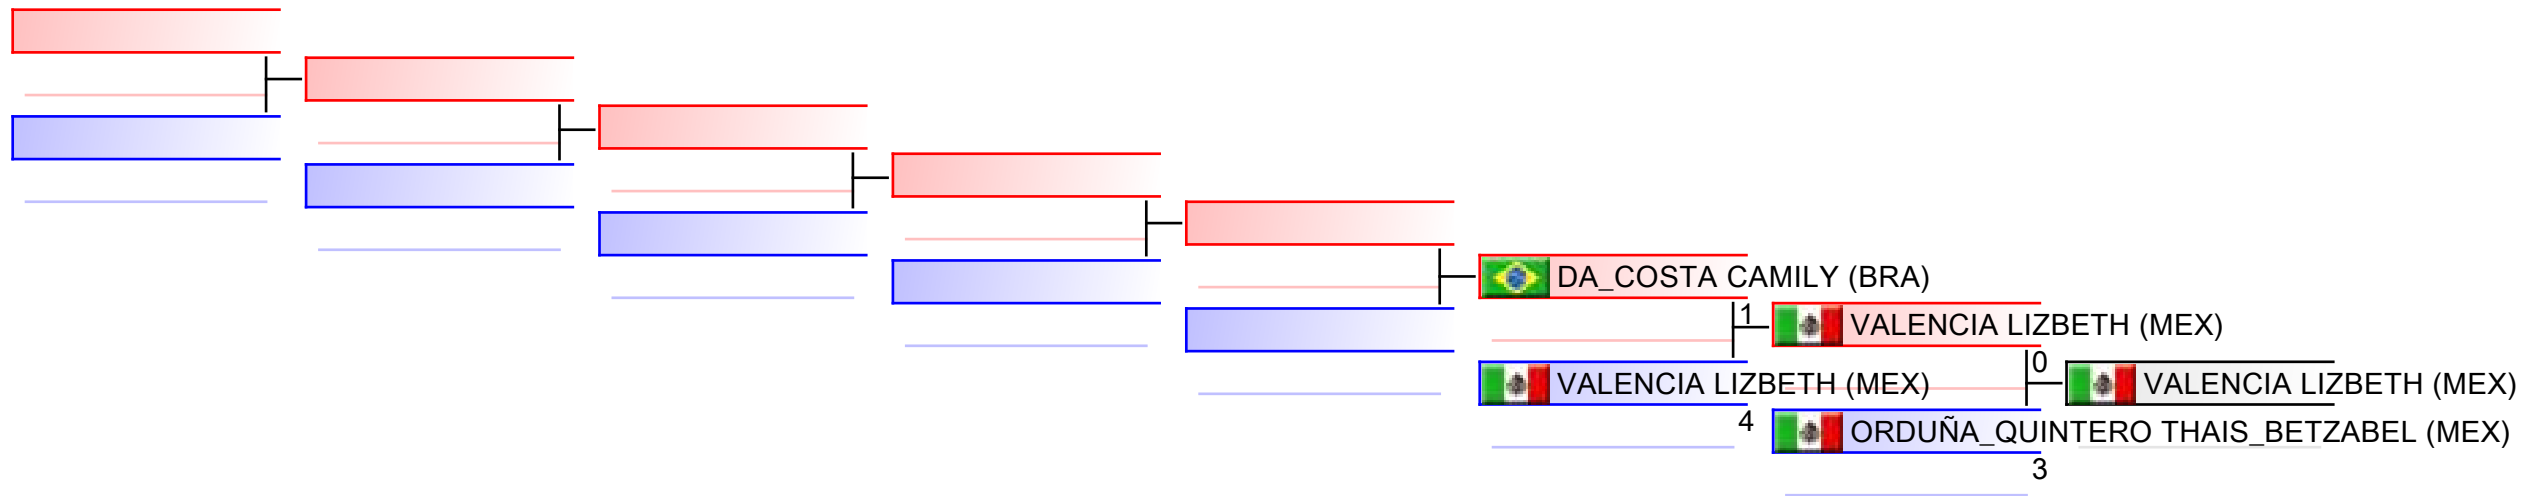 DA_COSTA CAMILY (BRA)
1
VALENCIA LIZBETH (MEX)
0
VALENCIA LIZBETH (MEX)
VALENCIA LIZBETH (MEX)
4
ORDUÑA_QUINTERO THAIS_BETZABEL (MEX)
3